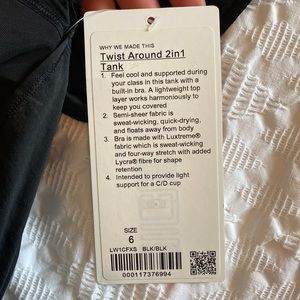 WHY WE MADE THIS
Twist Around 2in1
Tank
1. Feel cool and supported during
your class in this tank with a
built-in bra. A lightweight top
layer works harmoniously to
keep you covered
2. Semi-sheer fabric is
sweat-wicking, quick-drying,
and floats away from body
3. Bra is made with Luxtreme®
fabric which is sweat-wicking
and four-way stretch with added
Lycra® fibre for shape
retention
4. Intended to provide light
support for a C/D cup
SIZE
6
LW1CFXS BLK/BLK
000117376994